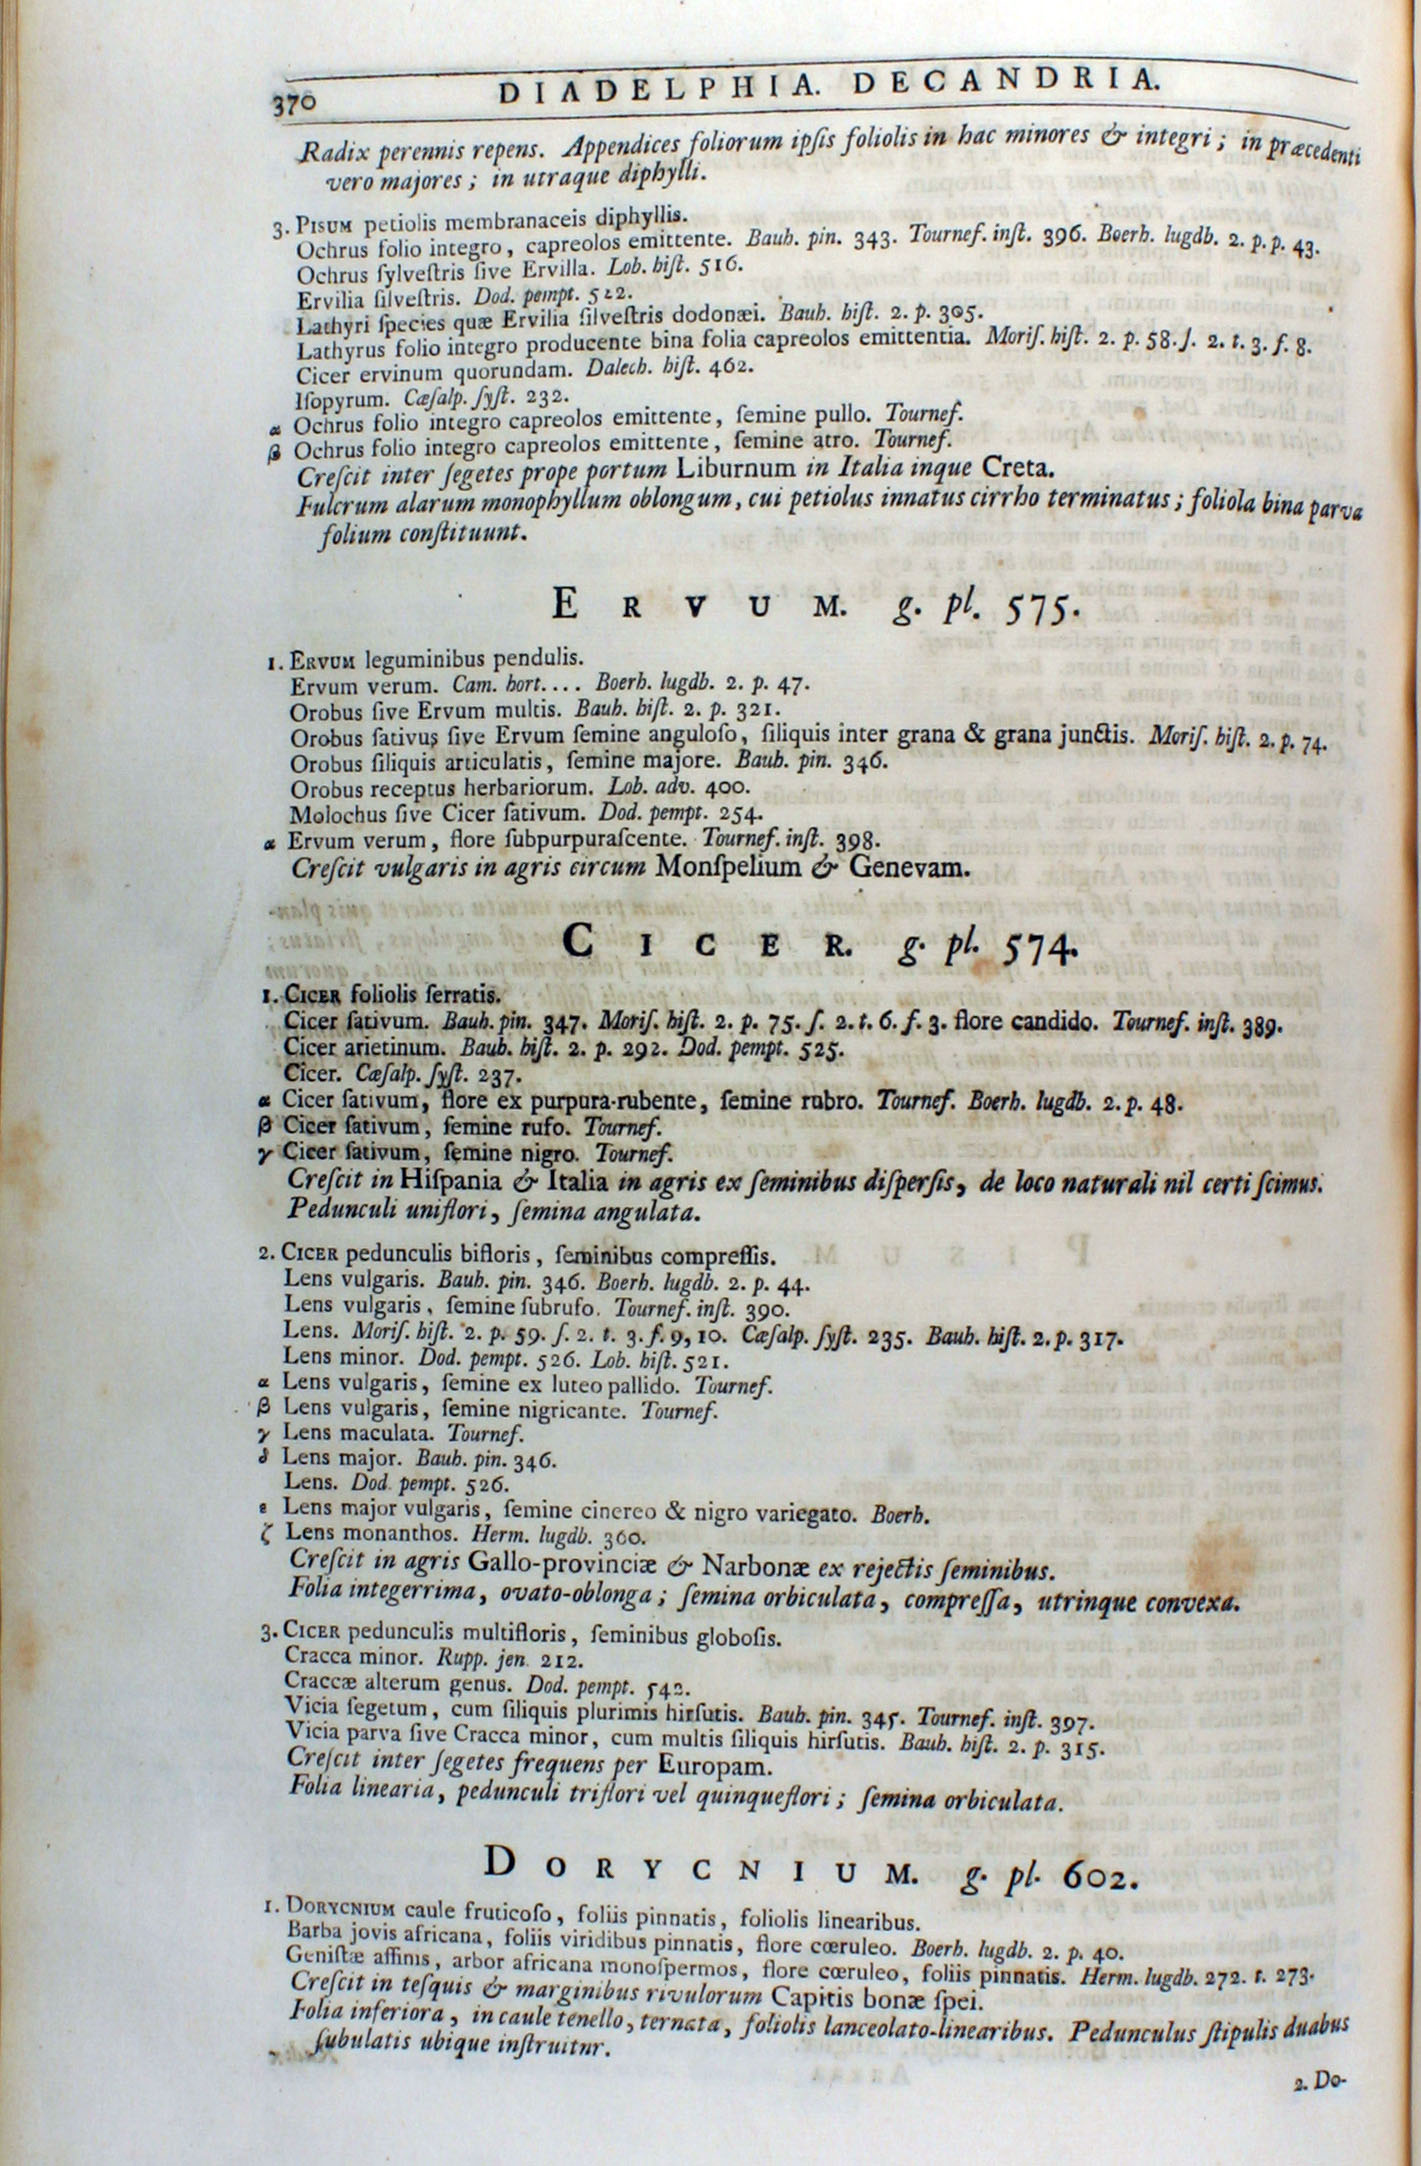 370 DIADELPHIA. DECANDRIA.
Radix perennis repens. Appendices foliorum ipſis foliolis in hac minores & integri; in præcedenti
vero majores; in utraque diphylli.
3. PISUM petiolis membranaceis diphyllis.
Ochrus folio integro, capreolos emittente. Bauh. pin. 343. Tournef. inſt. 396. Boerh. lugdb. 2. p. p. 43.
Ochrus ſylveſtris ſive Ervilla. Lob. hiſt. 516.
Ervilia ſilveſtris. Dod. pempt. 522.
Lathyri ſpecies quæ Ervilia ſilveſtris dodonæi. Bauh. hiſt. 2. p. 305.
Lathyrus folio integro producente bina folia capreolos emittentia. Moriſ. hiſt. 2. p. 58. ſ. 2. t. 3. f. 8.
Cicer ervinum quorundam. Dalech. hiſt. 462.
Iſopyrum. Cæſalp. ſyſt. 232.
α Ochrus folio integro capreolos emittente, ſemine pullo. Tournef.
β Ochrus folio integro capreolos emittente, ſemine atro. Tournef.
Creſcit inter ſegetes prope portum Liburnum in Italia inque Creta.
Fulcrum alarum monophyllum oblongum, cui petiolus innatus cirrho terminatus; foliola bina parva
folium conſtituunt.
ERVUM. g. pl. 575.
1. ERVUM leguminibus pendulis.
Ervum verum. Cam. hort.... Boerh. lugdb. 2. p. 47.
Orobus ſive Ervum multis. Bauh. hiſt. 2. p. 321.
Orobus ſativus ſive Ervum ſemine anguloſo, ſiliquis inter grana & grana junctis. Moriſ. hiſt. 2. p. 74.
Orobus ſiliquis articulatis, ſemine majore. Baub. pin. 346.
Orobus receptus herbariorum. Lob. adv. 400.
Molochus ſive Cicer ſativum. Dod. pempt. 254.
α Ervum verum, flore ſubpurpuraſcente. Tournef. inſt. 398.
Creſcit vulgaris in agris circum Monſpelium & Genevam.
CICER. g. pl. 574.
1. CICER foliolis ſerratis.
Cicer ſativum. Bauh. pin. 347. Moriſ. hiſt. 2. p. 75. ſ. 2. t. 6. f. 3. flore candido. Tournef. inſt. 389.
Cicer arietinum. Bauh. hiſt. 2. p. 292. Dod. pempt. 525.
Cicer. Cæſalp. ſyſt. 237.
α Cicer ſativum, flore ex purpura-rubente, ſemine rubro. Tournef. Boerh. lugdb. 2. p. 48.
β Cicer ſativum, ſemine rufo. Tournef.
γ Cicer ſativum, ſemine nigro. Tournef.
Creſcit in Hiſpania & Italia in agris ex ſeminibus diſperſis, de loco naturali nil certi ſcimus.
Pedunculi uniflori, ſemina angulata.
2. CICER pedunculis bifloris, ſeminibus compreſſis.
Lens vulgaris. Bauh. pin. 346. Boerh. lugdb. 2. p. 44.
Lens vulgaris, ſemine ſubrufo. Tournef. inſt. 390.
Lens. Moriſ. hiſt. 2. p. 59. ſ. 2. t. 3. f. 9, 10. Cæſalp. ſyſt. 235. Bauh. hiſt. 2. p. 317.
Lens minor. Dod. pempt. 526. Lob. hiſt. 521.
α Lens vulgaris, ſemine ex luteo pallido. Tournef.
β Lens vulgaris, ſemine nigricante. Tournef.
γ Lens maculata. Tournef.
δ Lens major. Bauh. pin. 346.
Lens. Dod. pempt. 526.
ε Lens major vulgaris, ſemine cinereo & nigro variegato. Boerh.
ζ Lens monanthos. Herm. lugdb. 360.
Creſcit in agris Gallo-provinciæ & Narbonæ ex rejectis ſeminibus.
Folia integerrima, ovato-oblonga; ſemina orbiculata, compreſſa, utrinque convexa.
3. CICER pedunculis multifloris, ſeminibus globoſis.
Cracca minor. Rupp. jen. 212.
Craccæ alterum genus. Dod. pempt. 542.
Vicia ſegetum, cum ſiliquis plurimis hirſutis. Bauh. pin. 345. Tournef. inſt. 397.
Vicia parva ſive Cracca minor, cum multis ſiliquis hirſutis. Bauh. hiſt. 2. p. 315.
Creſcit inter ſegetes frequens per Europam.
Folia linearia, pedunculi triflori vel quinqueflori; ſemina orbiculata.
DORYCNIUM. g. pl. 602.
1. DORYCNIUM caule fruticoſo, foliis pinnatis, foliolis linearibus.
Barba jovis africana, foliis viridibus pinnatis, flore cœruleo. Boerh. lugdb. 2. p. 40.
Geniſtæ affinis, arbor africana monoſpermos, flore cœruleo, foliis pinnatis. Herm. lugdb. 272. t. 273.
Creſcit in teſquis & marginibus rivulorum Capitis bonæ ſpei.
Folia inferiora, in caule tenello, ternata, foliolis lanceolato-linearibus. Pedunculus ſtipulis duabus
ſubulatis ubique inſtruitur.
2. Do-